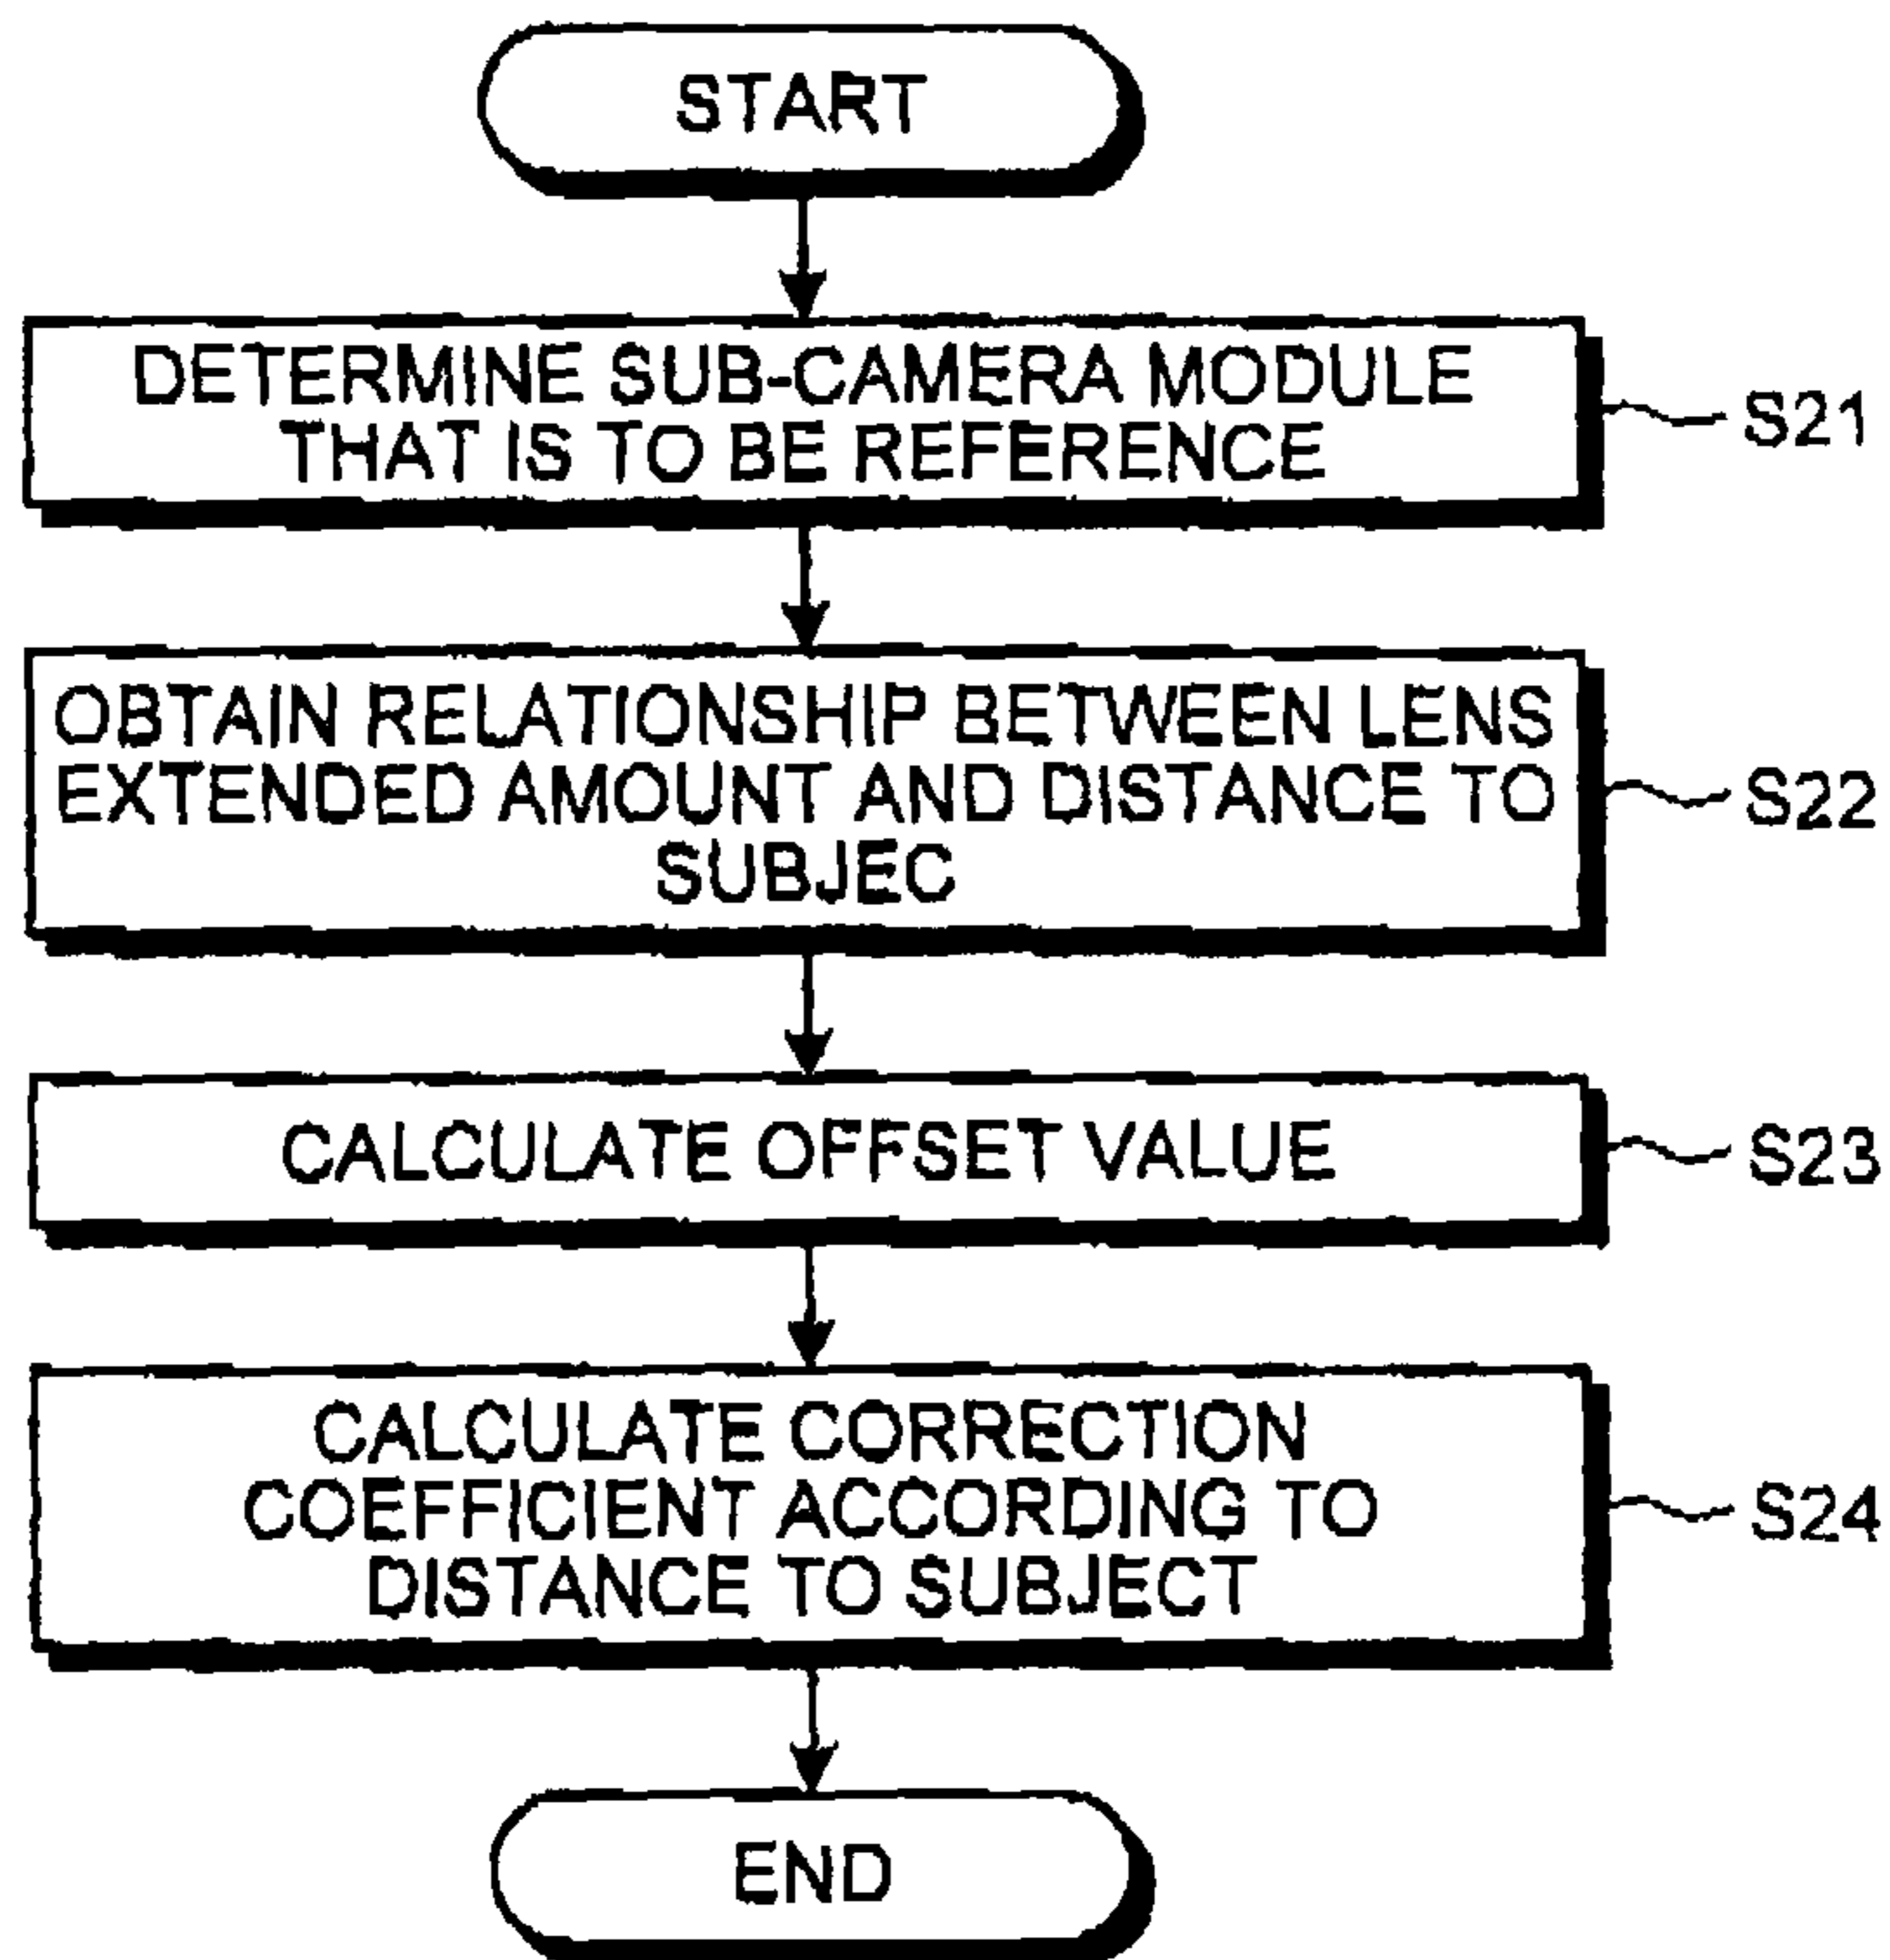 START
DETERMINE SUB-CAMERA MODULE
THAT IS TO BE REFERENCE
S21
OBTAIN RELATIONSHIP BETWEEN LENS
EXTENDED AMOUNT AND DISTANCE TO
SUBJEC
S22
CALCULATE OFFSET VALUE
S23
CALCULATE CORRECTION
COEFFICIENT ACCORDING TO
DISTANCE TO SUBJECT
S24
END